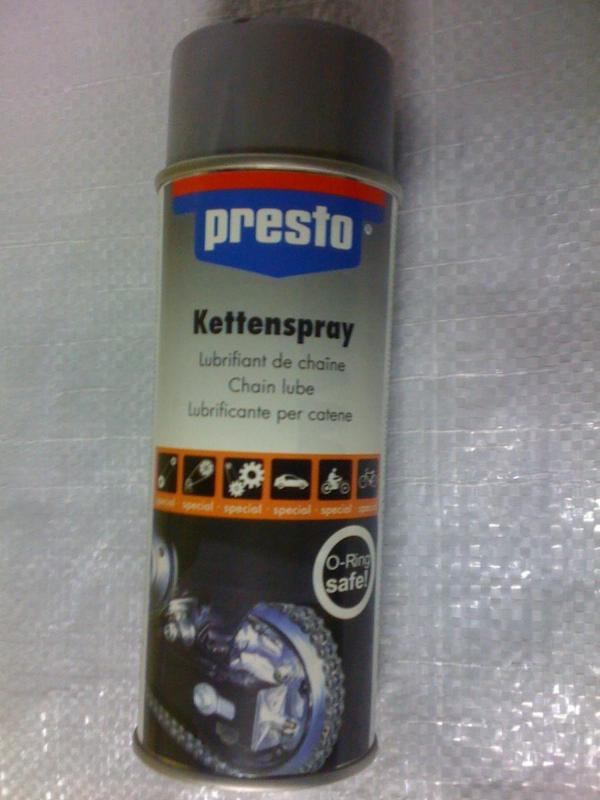 presto ®
Kettenspray
Lubrifiant de chaîne
Chain lube
Lubrificante per catene
special · special · special · special · special
O-Ring
safe!